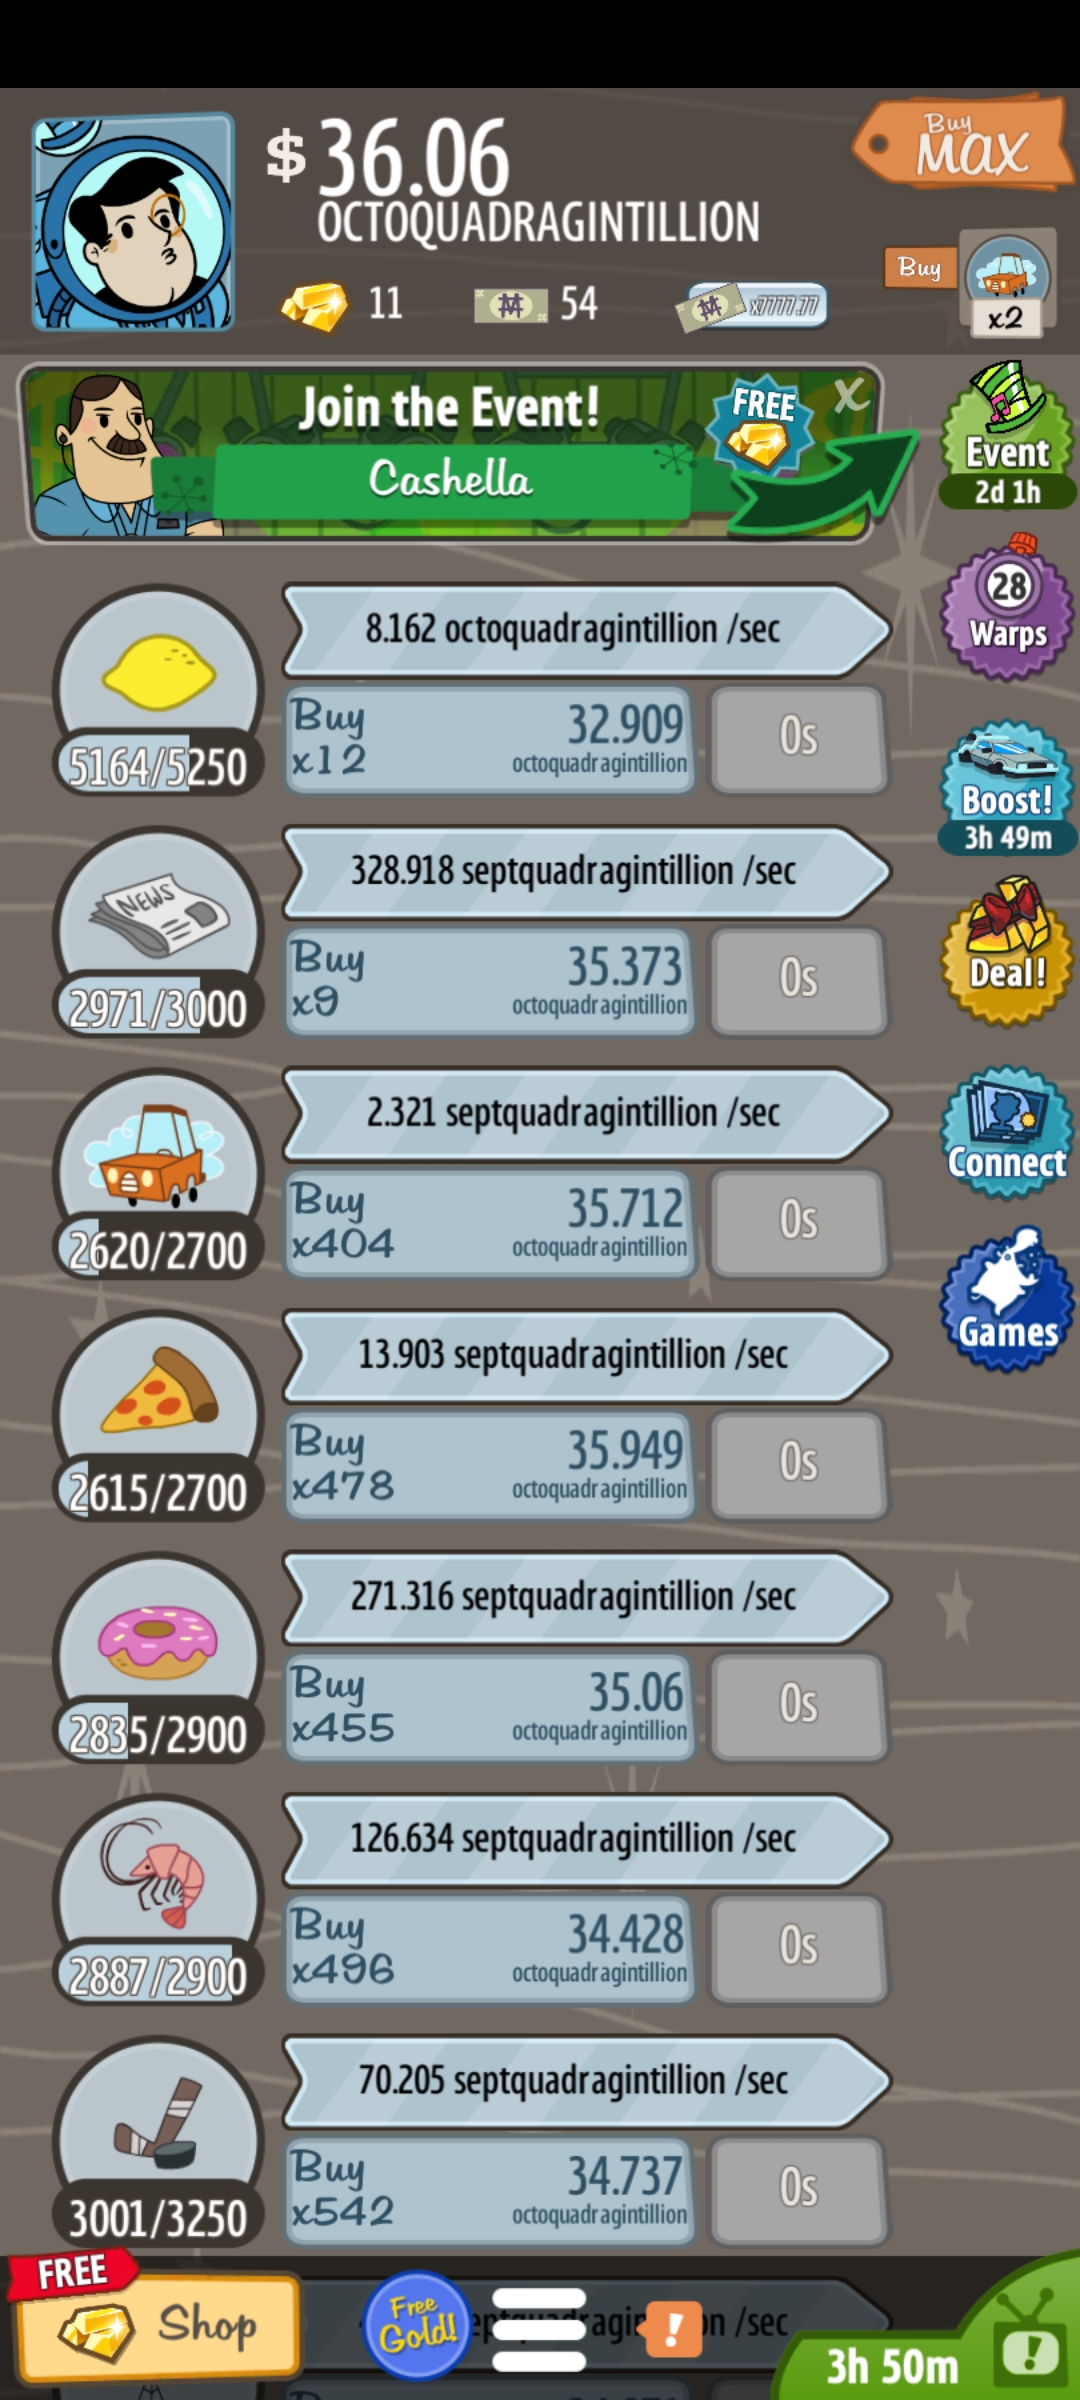 $ 36.06
OCTOQUADRAGINTILLION
Buy
MAX
11
54
x7777.77
Buy
x2
Join the Event!
Cashella
FREE
X
Event
2d 1h
28
Warps
Boost!
3h 49m
Deal!
Connect
Games
8.162 octoquadragintillion /sec
5164/5250
Buy
x12
32.909
octoquadragintillion
0s
NEWS
328.918 septquadragintillion /sec
2971/3000
Buy
x9
35.373
octoquadragintillion
0s
2.321 septquadragintillion /sec
2620/2700
Buy
x404
35.712
octoquadragintillion
0s
13.903 septquadragintillion /sec
2615/2700
Buy
x478
35.949
octoquadragintillion
0s
271.316 septquadragintillion /sec
2835/2900
Buy
x455
35.06
octoquadragintillion
0s
126.634 septquadragintillion /sec
2887/2900
Buy
x496
34.428
octoquadragintillion
0s
70.205 septquadragintillion /sec
3001/3250
Buy
x542
34.737
octoquadragintillion
0s
FREE
Shop
Free
Gold!
!
/sec
3h 50m
!